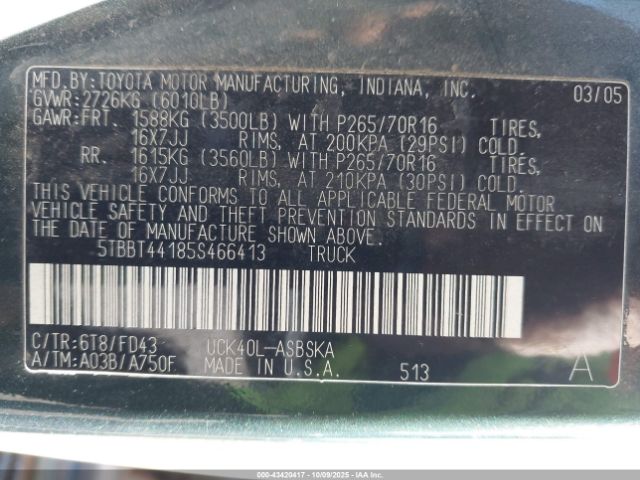 MFD. BY: TOYOTA MOTOR MANUFACTURING, INDIANA, INC. 03/05
GVWR: 2726KG (6010LB)
GAWR: FRT. 1588KG (3500LB) WITH P265/70R16 TIRES,
16X7JJ RIMS, AT 200KPA (29PSI) COLD.
RR. 1615KG (3560LB) WITH P265/70R16 TIRES,
16X7JJ RIMS, AT 210KPA (30PSI) COLD.
THIS VEHICLE CONFORMS TO ALL APPLICABLE FEDERAL MOTOR
VEHICLE SAFETY AND THEFT PREVENTION STANDARDS IN EFFECT ON
THE DATE OF MANUFACTURE SHOWN ABOVE.
5TBBT44185S466413 TRUCK
C/TR: 6T8/FD43 UCK40L-ASBSKA
A/TM: A03B/A750F MADE IN U.S.A. 513 A
000-43420417 - 10/09/2025 - IAA Inc.